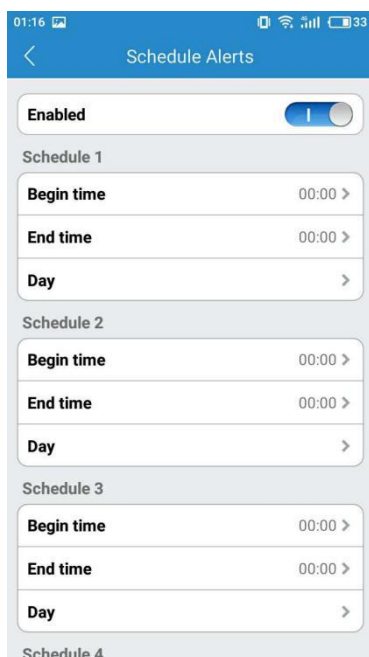 01:16 33
Schedule Alerts
Enabled
Schedule 1
Begin time 00:00
End time 00:00
Day
Schedule 2
Begin time 00:00
End time 00:00
Day
Schedule 3
Begin time 00:00
End time 00:00
Day
Schedule 4